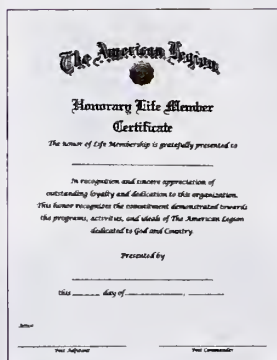 The American Legion
Honorary Life Member
Certificate
The honor of Life Membership is gratefully presented to
In recognition and sincere appreciation of
outstanding loyalty and dedication to this organization.
This honor recognizes the commitment demonstrated towards
the programs, activities, and ideals of The American Legion
dedicated to God and Country.
Presented by
this day of ,
Attest
Post Adjutant Post Commander